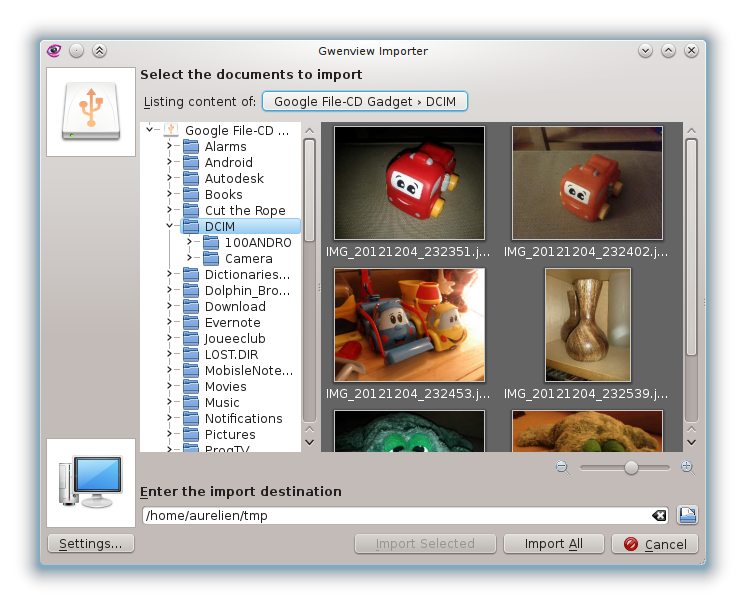 Gwenview Importer
Select the documents to import
Listing content of: Google File-CD Gadget › DCIM
Google File-CD ...
Alarms
Android
Autodesk
Books
Cut the Rope
DCIM
100ANDRO
Camera
Dictionaries...
Dolphin_Bro...
Download
Evernote
Joueeclub
LOST.DIR
MobisleNote...
Movies
Music
Notifications
Pictures
ProgTV
IMG_20121204_232351.j... IMG_20121204_232402.j...
IMG_20121204_232453.j... IMG_20121204_232539.j...
Enter the import destination
/home/aurelien/tmp
Settings... Import Selected Import All Cancel